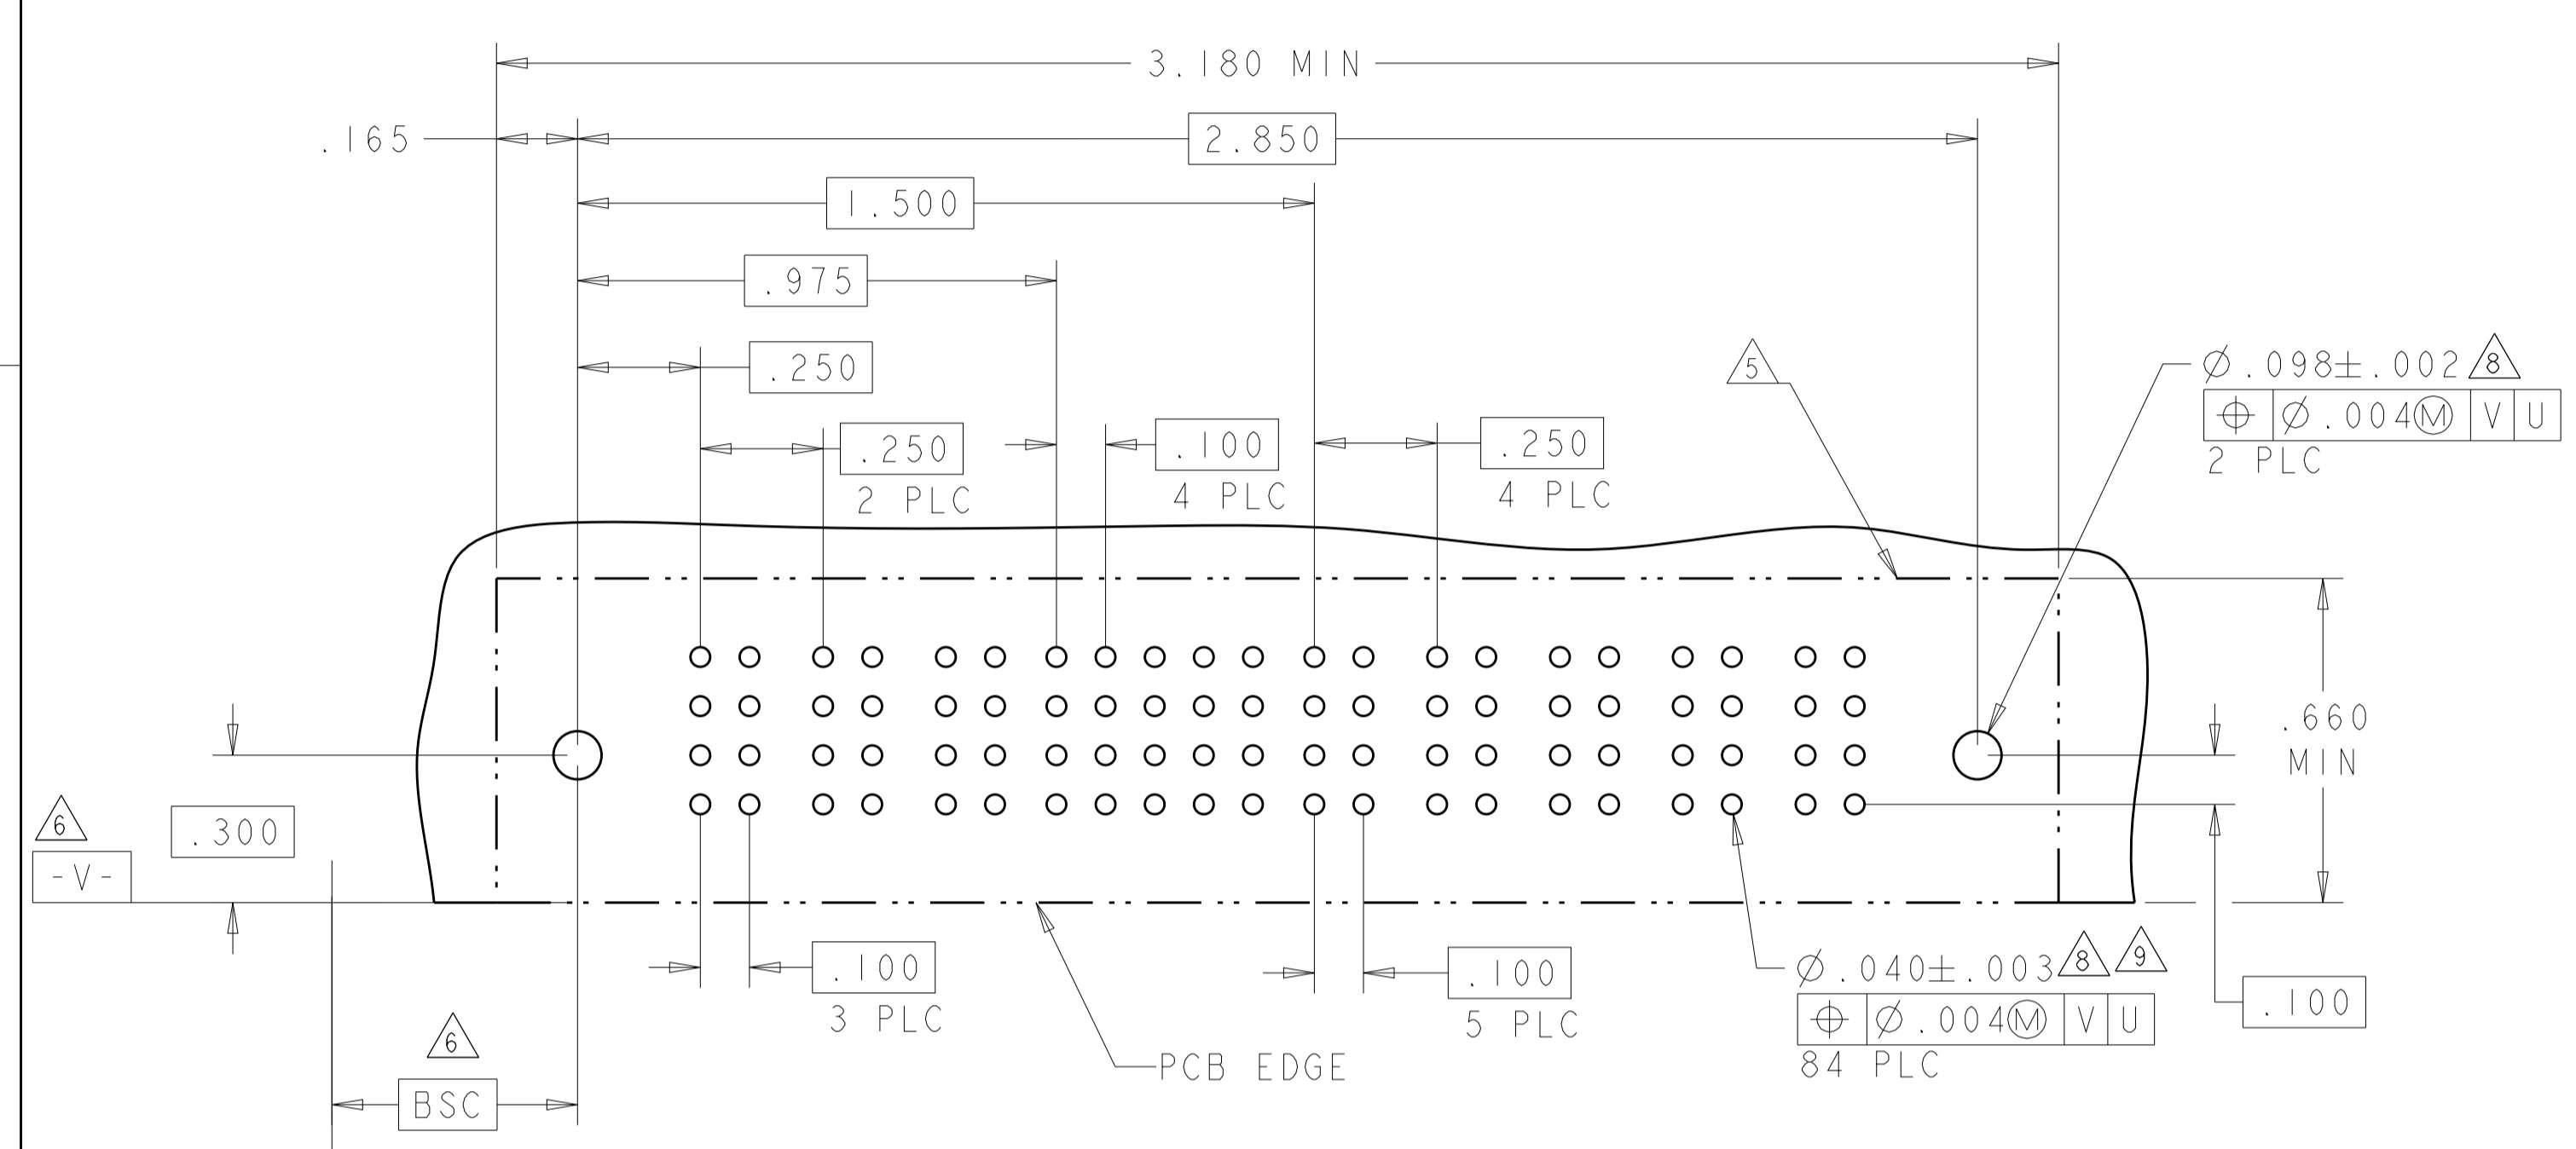 3.180 MIN
.165
2.850
1.500
.975
.250
.250
2 PLC
.100
4 PLC
.250
4 PLC
5
Ø.098±.002 8
⌖ Ø.004Ⓜ V U
2 PLC
.660
MIN
6
-V-
.300
.100
3 PLC
.100
5 PLC
Ø.040±.003 8 9
⌖ Ø.004Ⓜ V U
84 PLC
.100
PCB EDGE
6
BSC